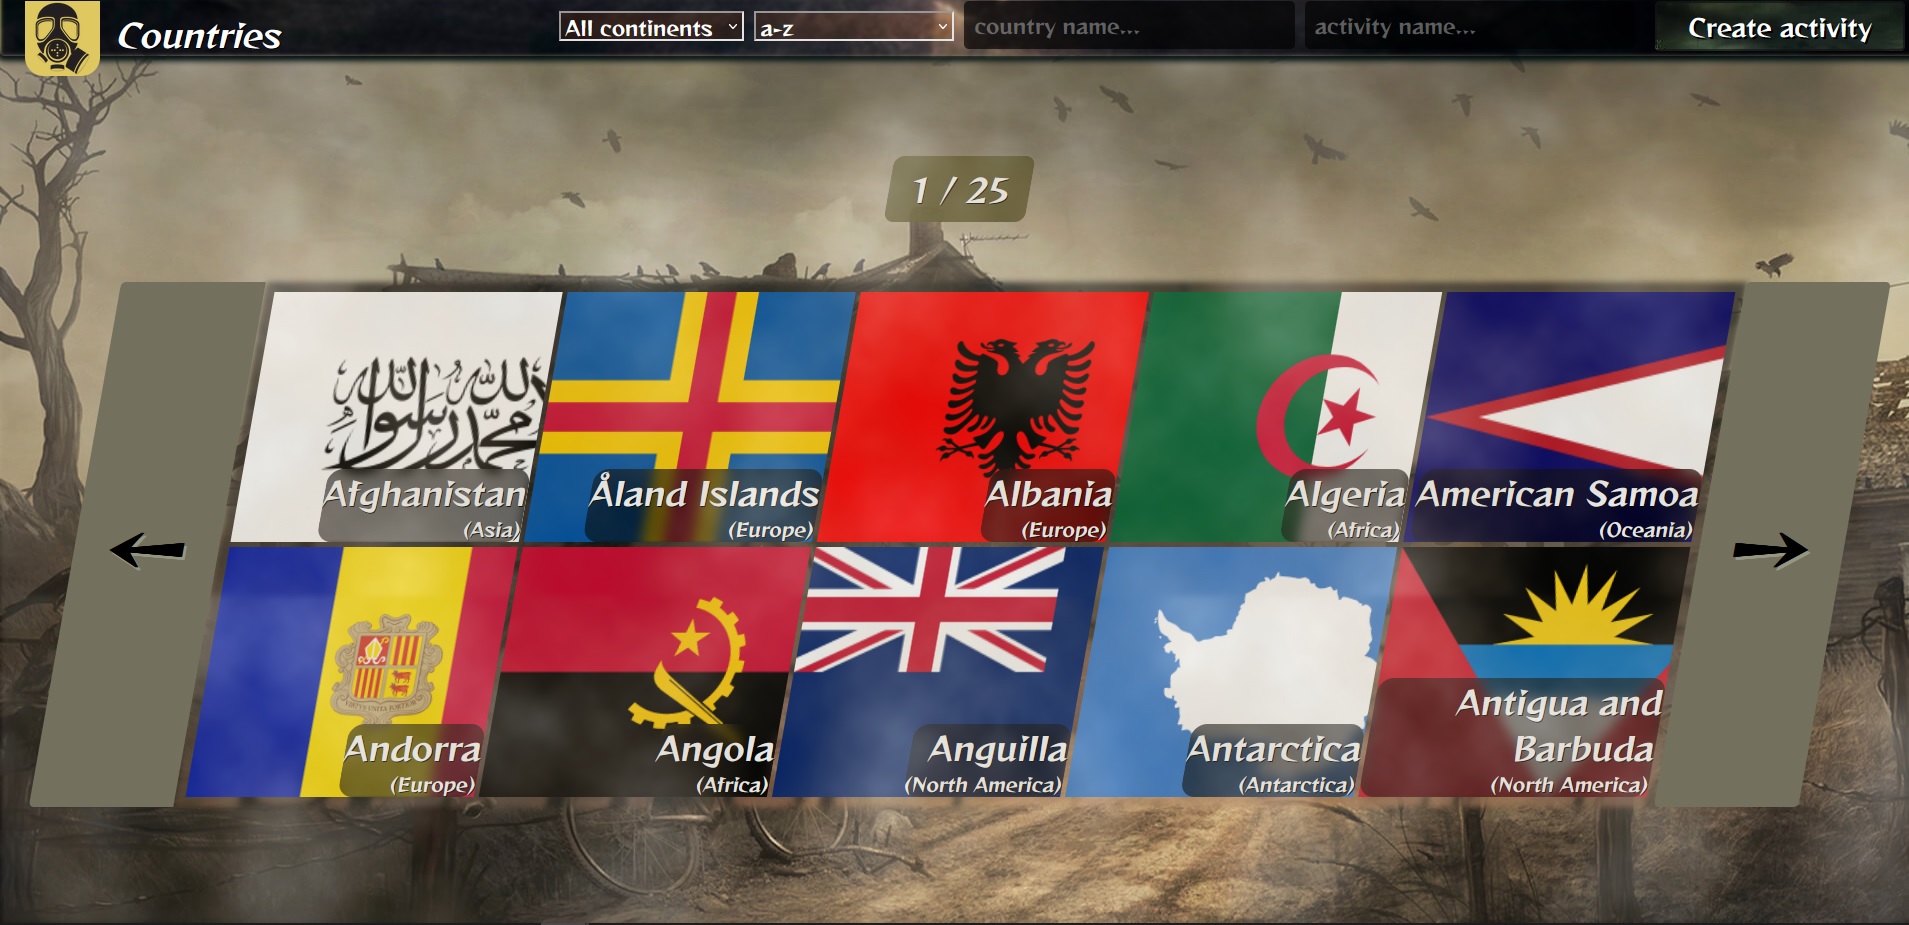 Countries
All continents
a-z
country name...
activity name...
Create activity
1 / 25
Afghanistan
(Asia)
Åland Islands
(Europe)
Albania
(Europe)
Algeria
(Africa)
American Samoa
(Oceania)
Andorra
(Europe)
Angola
(Africa)
Anguilla
(North America)
Antarctica
(Antarctica)
Antigua and
Barbuda
(North America)